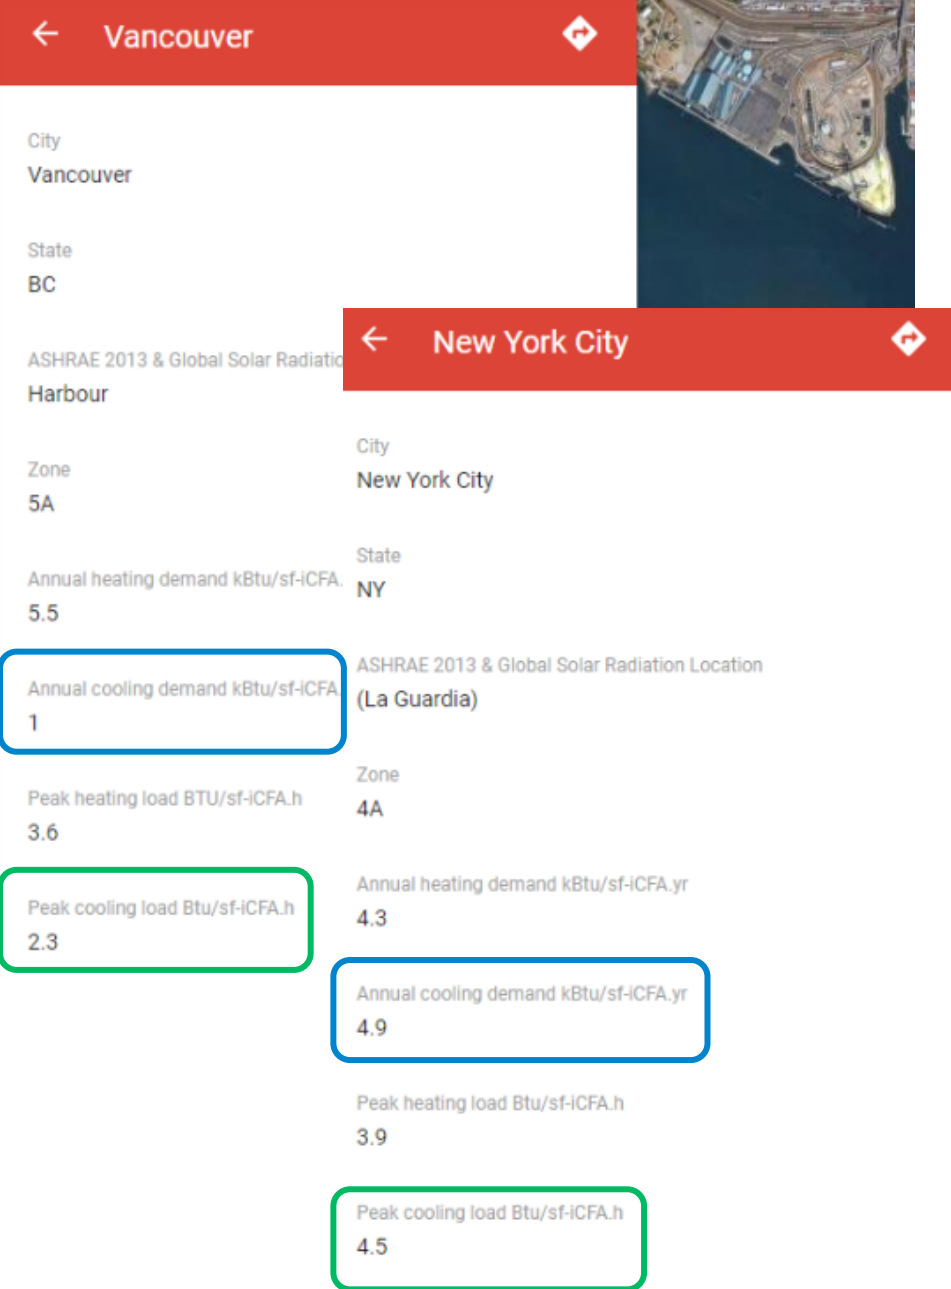 Vancouver
City
Vancouver
State
BC
ASHRAE 2013 & Global Solar Radiatio
Harbour
Zone
5A
Annual heating demand kBtu/sf-iCFA.
5.5
Annual cooling demand kBtu/sf-iCFA.
1
Peak heating load BTU/sf-iCFA.h
3.6
Peak cooling load Btu/sf-iCFA.h
2.3
New York City
City
New York City
State
NY
ASHRAE 2013 & Global Solar Radiation Location
(La Guardia)
Zone
4A
Annual heating demand kBtu/sf-iCFA.yr
4.3
Annual cooling demand kBtu/sf-iCFA.yr
4.9
Peak heating load Btu/sf-iCFA.h
3.9
Peak cooling load Btu/sf-iCFA.h
4.5